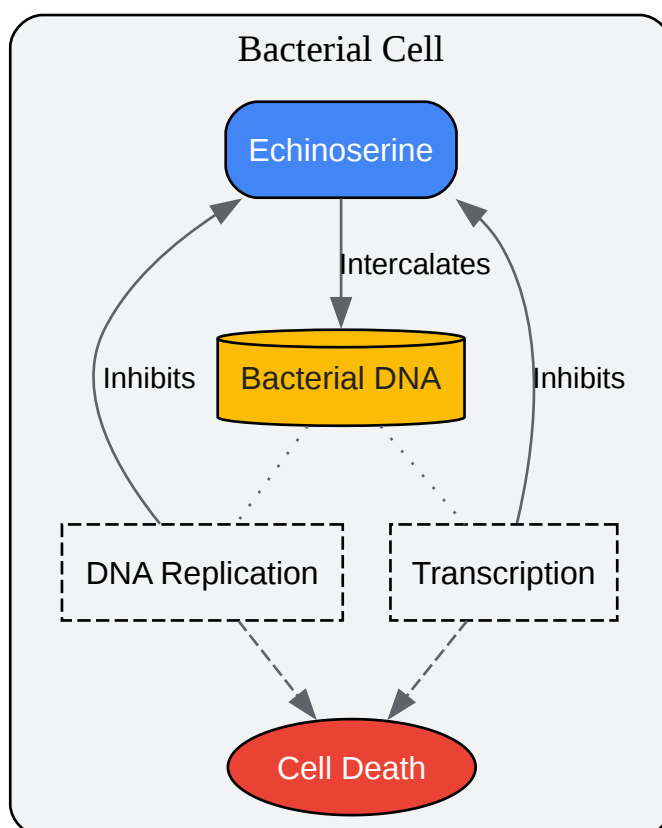 Bacterial Cell
Echinoserine
Intercalates
Bacterial DNA
Inhibits
Inhibits
DNA Replication
Transcription
Cell Death